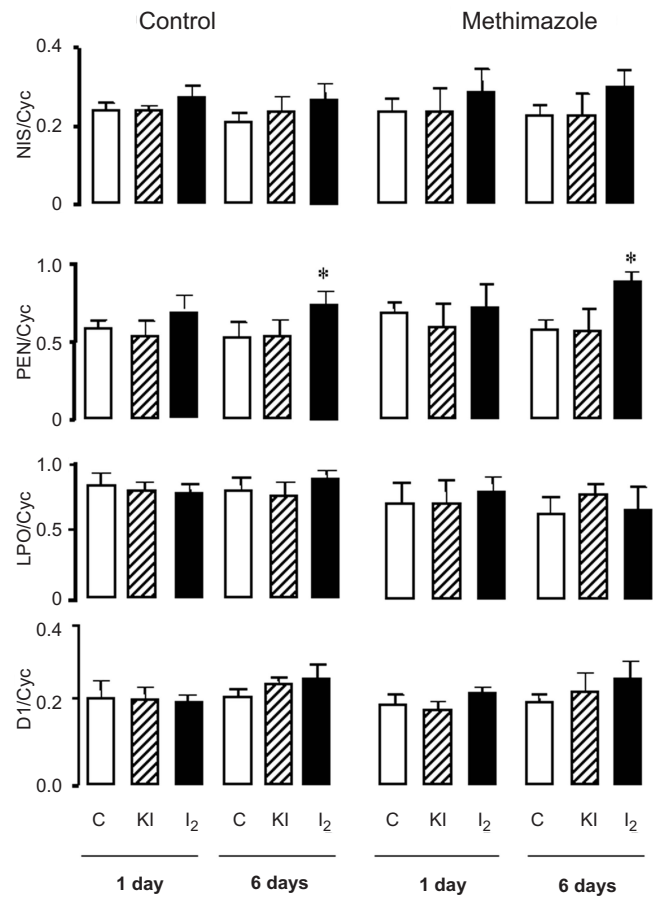 Control Methimazole
0.4
0.2
0
NIS/Cyc
1.0
0.5
0
PEN/Cyc
* *
1.0
0.5
0
LPO/Cyc
0.4
0.2
0.0
D1/Cyc
C KI I2 C KI I2 C KI I2 C KI I2
1 day 6 days 1 day 6 days